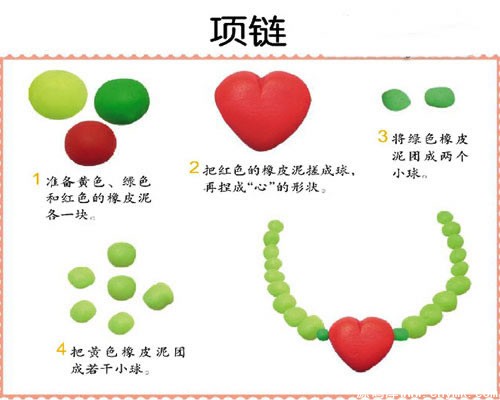 项链
1 准备黄色、绿色
和红色的橡皮泥
各一块。
2 把红色的橡皮泥搓成球，
再捏成“心”的形状。
3 将绿色橡皮
泥团成两个
小球。
4 把黄色橡皮泥团
成若干小球。